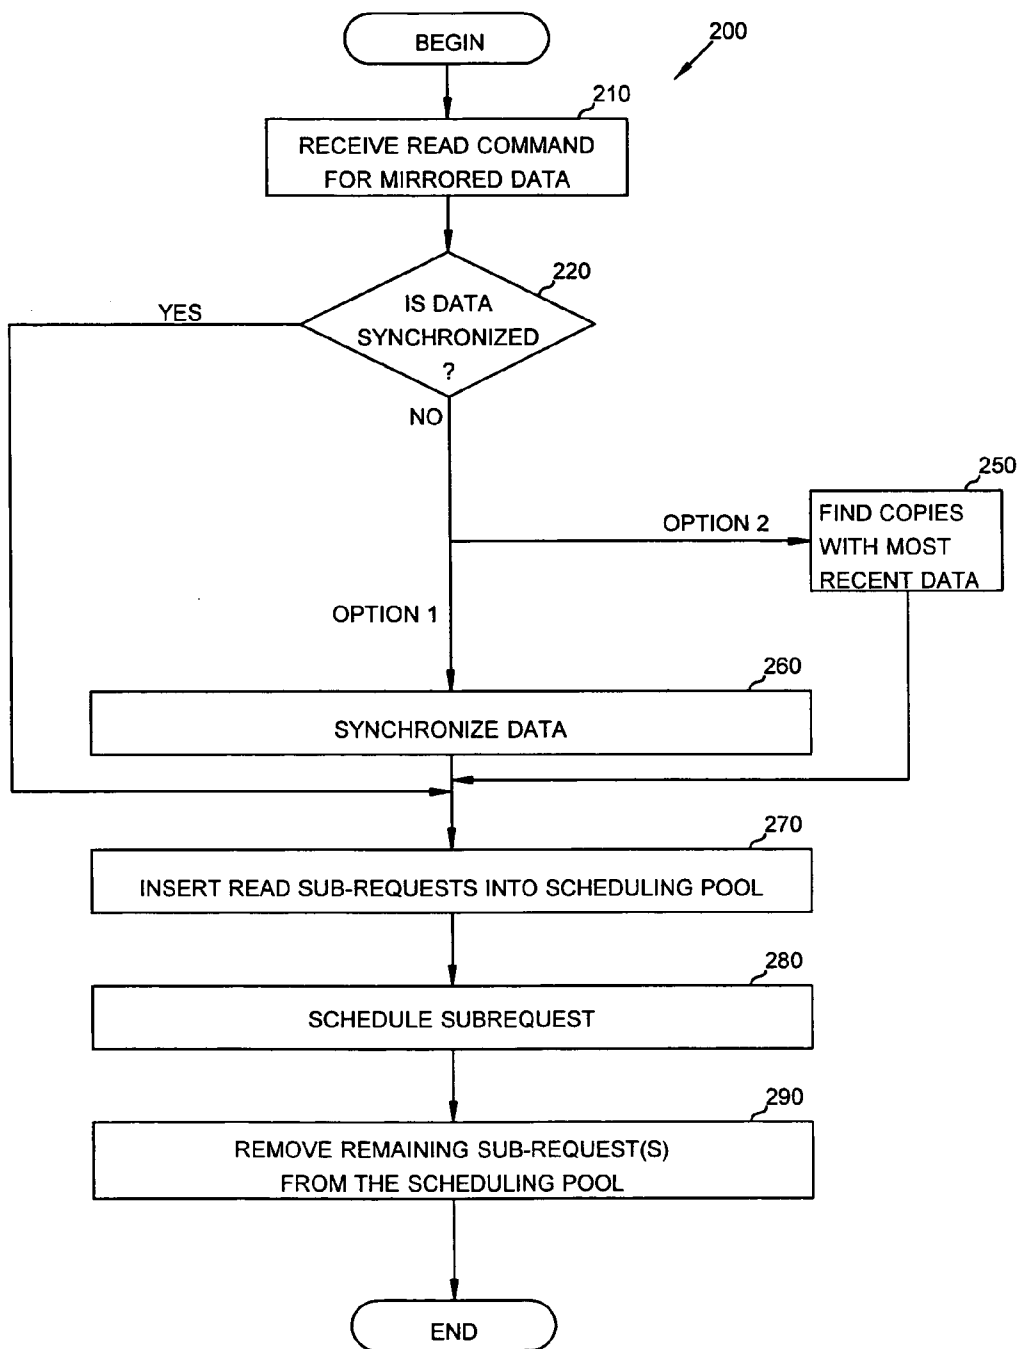 BEGIN
200
210
RECEIVE READ COMMAND
FOR MIRRORED DATA
220
IS DATA
SYNCHRONIZED
?
YES
NO
250
OPTION 2
FIND COPIES
WITH MOST
RECENT DATA
OPTION 1
260
SYNCHRONIZE DATA
270
INSERT READ SUB-REQUESTS INTO SCHEDULING POOL
280
SCHEDULE SUBREQUEST
290
REMOVE REMAINING SUB-REQUEST(S)
FROM THE SCHEDULING POOL
END